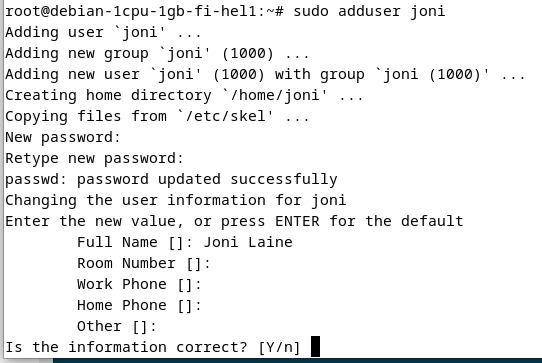 root@debian-1cpu-1gb-fi-hel1:~# sudo adduser joni
Adding user `joni' ...
Adding new group `joni' (1000) ...
Adding new user `joni' (1000) with group `joni (1000)' ...
Creating home directory `/home/joni' ...
Copying files from `/etc/skel' ...
New password:
Retype new password:
passwd: password updated successfully
Changing the user information for joni
Enter the new value, or press ENTER for the default
Full Name []: Joni Laine
Room Number []:
Work Phone []:
Home Phone []:
Other []:
Is the information correct? [Y/n]